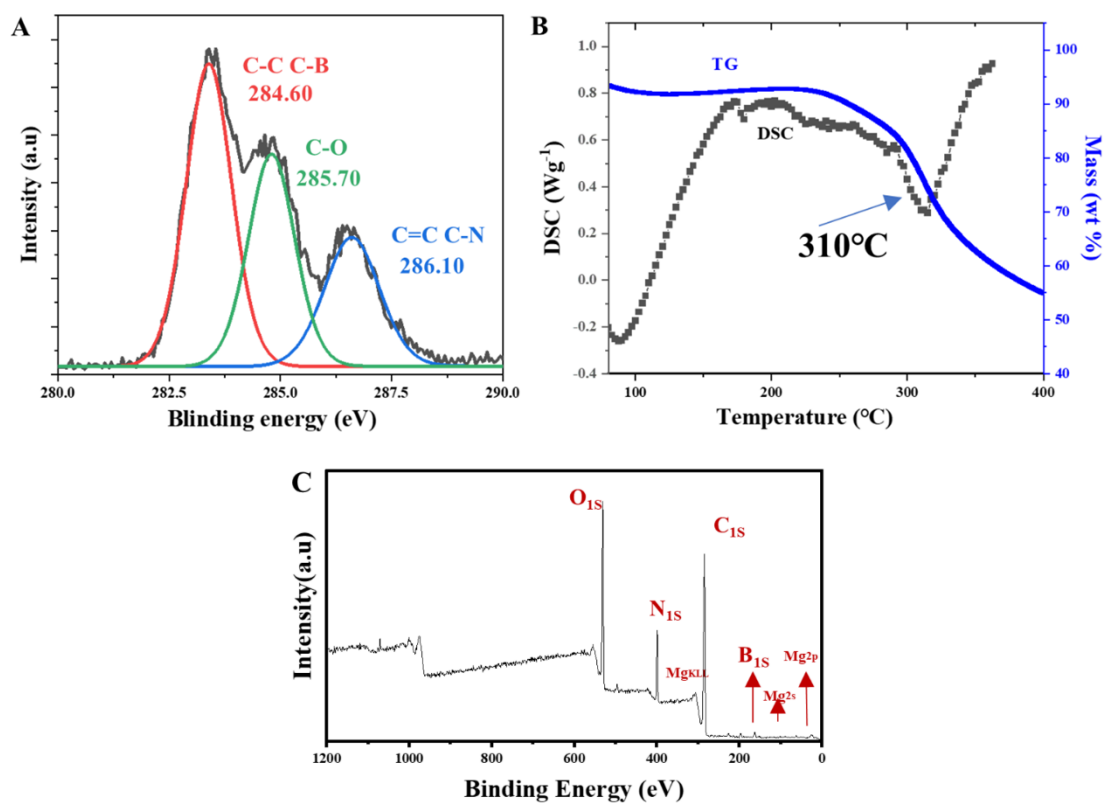 A
C-C C-B
284.60
C-O
285.70
C=C C-N
286.10
Intensity (a.u)
280.0 282.5 285.0 287.5 290.0
Blinding energy (eV)
B
TG
DSC
310°C
1.0
0.8
0.6
0.4
0.2
0.0
-0.2
-0.4
DSC (Wg-1)
100
90
80
70
60
50
40
Mass (wt %)
100 200 300 400
Temperature (°C)
C
O1S
C1S
N1S
MgKLL
B1S
Mg2s
Mg2p
Intensity(a.u)
1200 1000 800 600 400 200 0
Binding Energy (eV)